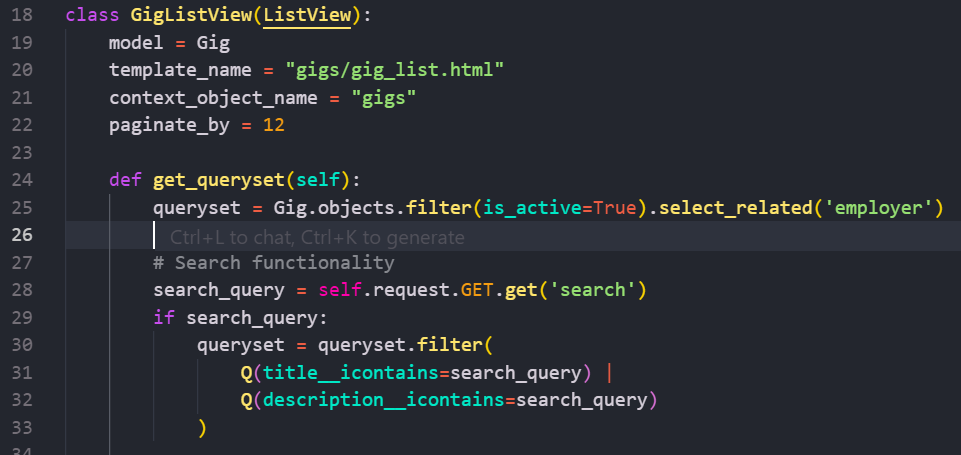 18 class GigListView(ListView):
19     model = Gig
20     template_name = "gigs/gig_list.html"
21     context_object_name = "gigs"
22     paginate_by = 12
23
24     def get_queryset(self):
25         queryset = Gig.objects.filter(is_active=True).select_related('employer')
26         Ctrl+L to chat, Ctrl+K to generate
27         # Search functionality
28         search_query = self.request.GET.get('search')
29         if search_query:
30             queryset = queryset.filter(
31                 Q(title__icontains=search_query) |
32                 Q(description__icontains=search_query)
33             )
34